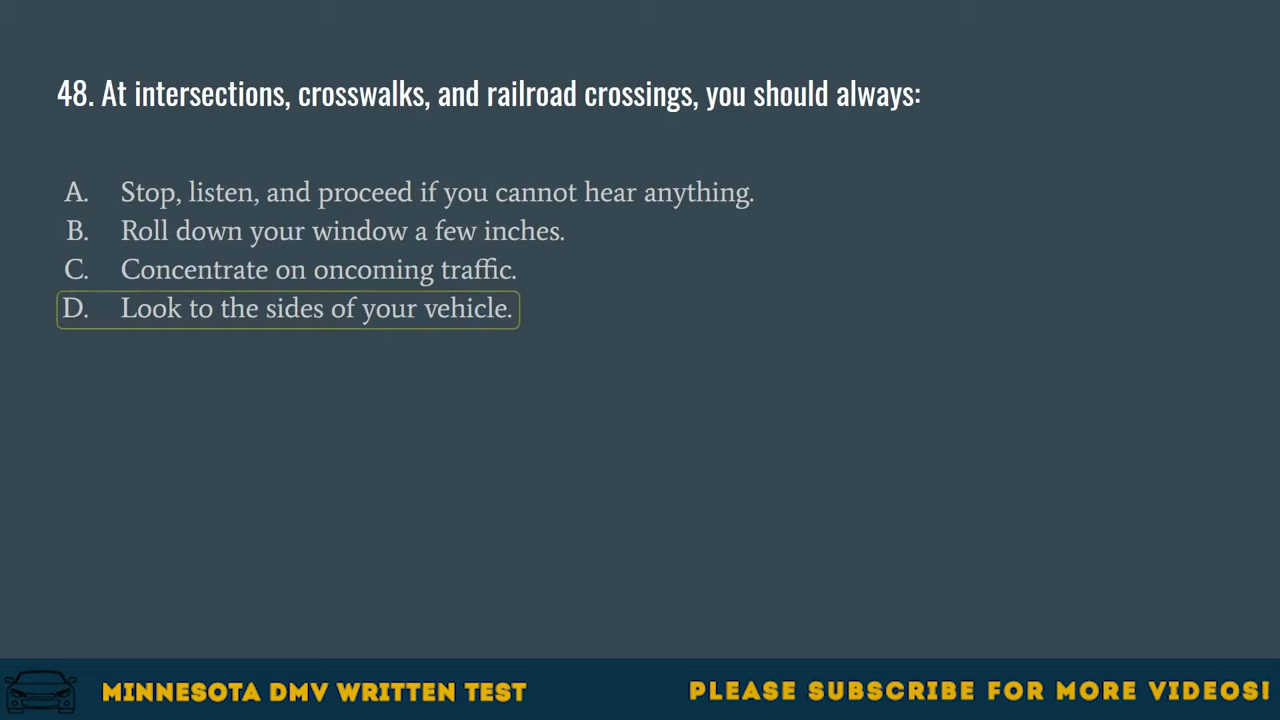 48. At intersections, crosswalks, and railroad crossings, you should always:
A. Stop, listen, and proceed if you cannot hear anything.
B. Roll down your window a few inches.
C. Concentrate on oncoming traffic.
D. Look to the sides of your vehicle.
MINNESOTA DMV WRITTEN TEST
PLEASE SUBSCRIBE FOR MORE VIDEOS!